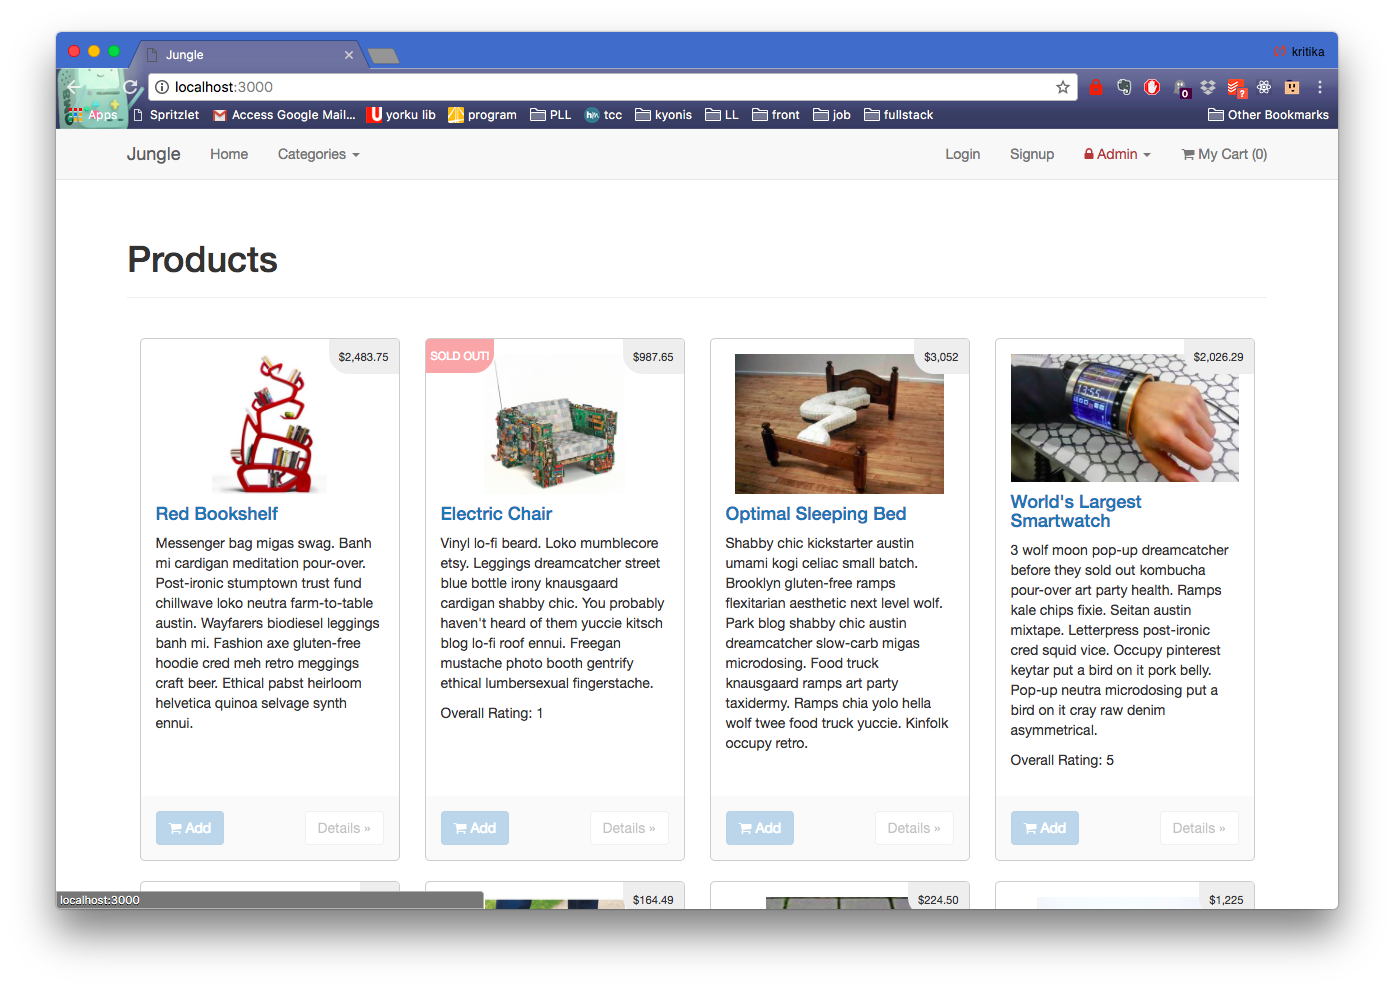 Jungle
kritika
localhost:3000
Apps Spritzlet Access Google Mail... yorku lib program PLL tcc kyonis LL front job fullstack Other Bookmarks
Jungle Home Categories Login Signup Admin My Cart (0)
Products
$2,483.75
Red Bookshelf
Messenger bag migas swag. Banh
mi cardigan meditation pour-over.
Post-ironic stumptown trust fund
chillwave loko neutra farm-to-table
austin. Wayfarers biodiesel leggings
banh mi. Fashion axe gluten-free
hoodie cred meh retro meggings
craft beer. Ethical pabst heirloom
helvetica quinoa selvage synth
ennui.
Add Details »
SOLD OUT! $987.65
Electric Chair
Vinyl lo-fi beard. Loko mumblecore
etsy. Leggings dreamcatcher street
blue bottle irony knausgaard
cardigan shabby chic. You probably
haven't heard of them yuccie kitsch
blog lo-fi roof ennui. Freegan
mustache photo booth gentrify
ethical lumbersexual fingerstache.
Overall Rating: 1
Add Details »
$3,052
Optimal Sleeping Bed
Shabby chic kickstarter austin
umami kogi celiac small batch.
Brooklyn gluten-free ramps
flexitarian aesthetic next level wolf.
Park blog shabby chic austin
dreamcatcher slow-carb migas
microdosing. Food truck
knausgaard ramps art party
taxidermy. Ramps chia yolo hella
wolf twee food truck yuccie. Kinfolk
occupy retro.
Add Details »
$2,026.29
13:55
World's Largest
Smartwatch
3 wolf moon pop-up dreamcatcher
before they sold out kombucha
pour-over art party health. Ramps
kale chips fixie. Seitan austin
mixtape. Letterpress post-ironic
cred squid vice. Occupy pinterest
keytar put a bird on it pork belly.
Pop-up neutra microdosing put a
bird on it cray raw denim
asymmetrical.
Overall Rating: 5
Add Details »
$164.49
$224.50
$1,225
localhost:3000